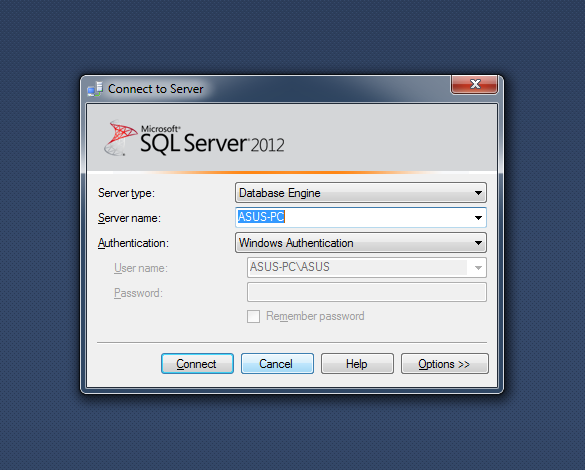 Connect to Server
Microsoft®
SQL Server® 2012
Server type: Database Engine
Server name: ASUS-PC
Authentication: Windows Authentication
User name: ASUS-PC\ASUS
Password:
Remember password
Connect Cancel Help Options >>